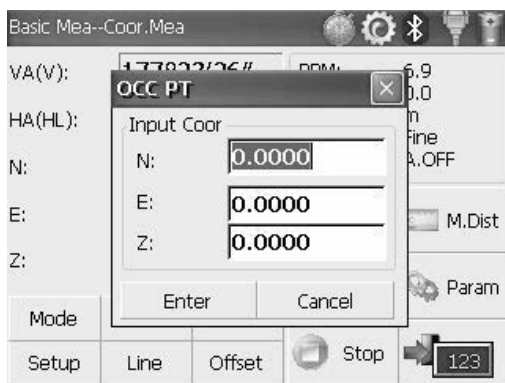 Basic Mea--Coor.Mea
VA(V):
6.9
OCC PT
0.0
HA(HL):
Input Coor
m
Fine
N:
N: 0.0000
A.OFF
E:
E: 0.0000
M.Dist
Z:
Z: 0.0000
Param
Enter
Cancel
Mode
Setup
Line
Offset
Stop
123